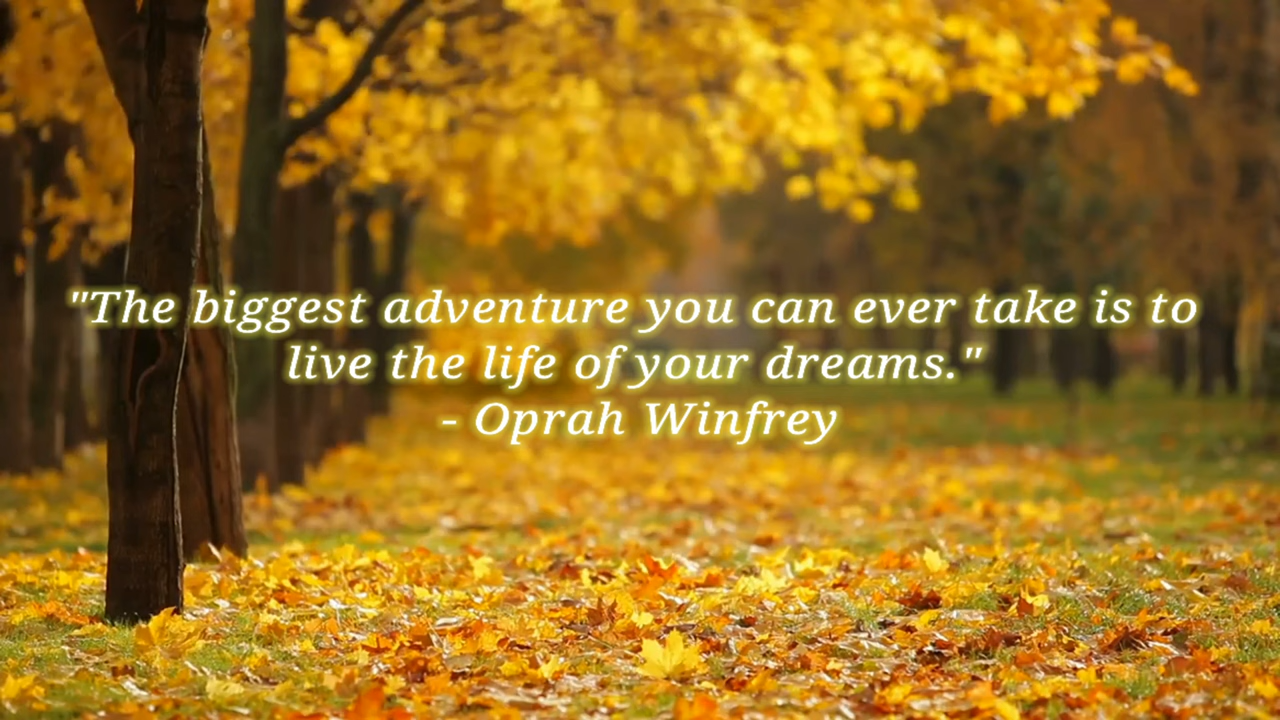 "The biggest adventure you can ever take is to
live the life of your dreams."
- Oprah Winfrey